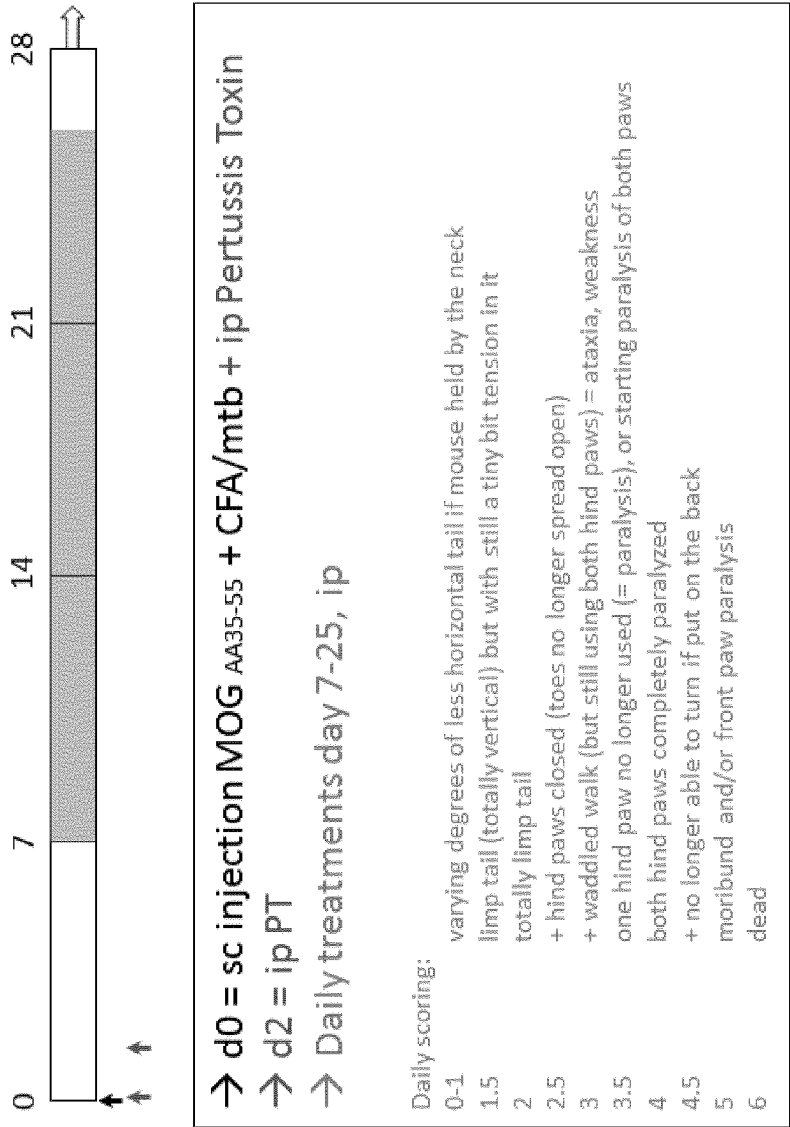 0 7 14 21 28
→ d0 = sc injection MOG AA35-55 + CFA/mtb + ip Pertussis Toxin
→ d2 = ip PT
→ Daily treatments day 7-25, ip
Daily scoring:
0-1 varying degrees of less horizontal tail if mouse held by the neck
1.5 limp tail (totally vertical) but with still a tiny bit tension in it
2 totally limp tail
2.5 + hind paws closed (toes no longer spread open)
3 + waddled walk (but still using both hind paws) = ataxia, weakness
3.5 one hind paw no longer used (= paralysis), or starting paralysis of both paws
4 both hind paws completely paralyzed
4.5 + no longer able to turn if put on the back
5 moribund and/or front paw paralysis
6 dead